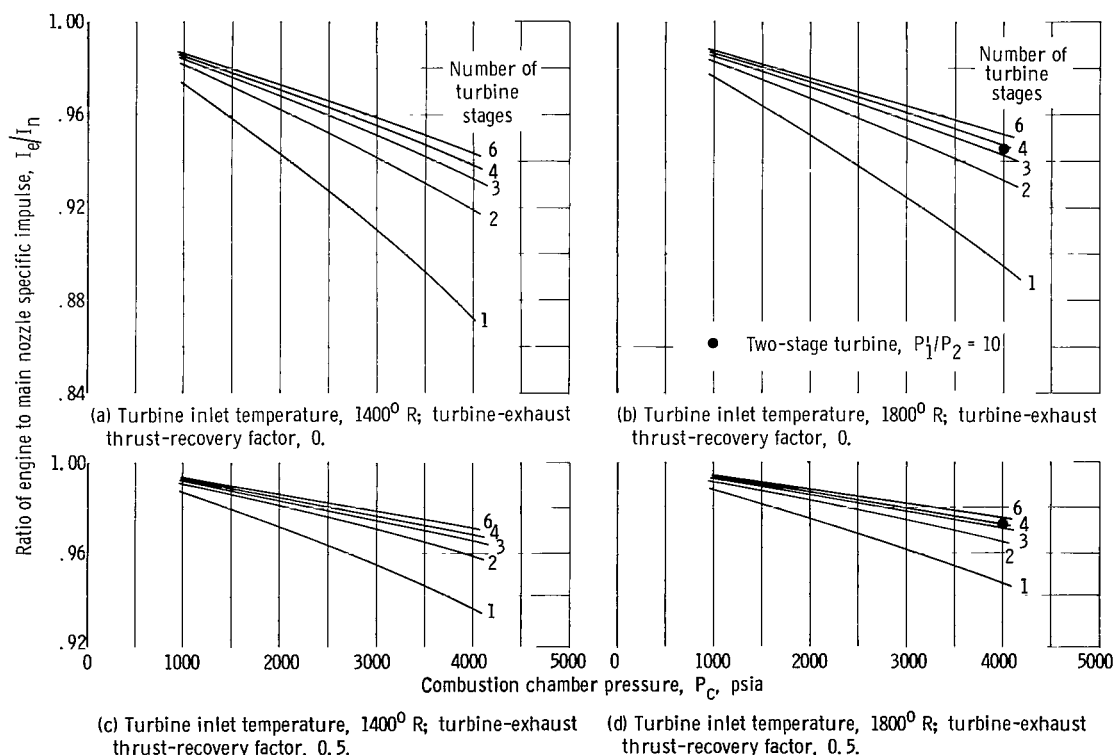 Ratio of engine to main nozzle specific impulse, Ie/In
1.00
.96
.92
.88
.84
Number of
turbine
stages
6
4
3
2
1
(a) Turbine inlet temperature, 1400° R; turbine-exhaust
thrust-recovery factor, 0.
Number of
turbine
stages
6
4
3
2
1
● Two-stage turbine, P'1/P2 = 10
(b) Turbine inlet temperature, 1800° R; turbine-exhaust
thrust-recovery factor, 0.
1.00
.96
.92
6
4
3
2
1
0 1000 2000 3000 4000 5000
6
4
3
2
1
0 1000 2000 3000 4000 5000
Combustion chamber pressure, Pc, psia
(c) Turbine inlet temperature, 1400° R; turbine-exhaust
thrust-recovery factor, 0.5.
(d) Turbine inlet temperature, 1800° R; turbine-exhaust
thrust-recovery factor, 0.5.